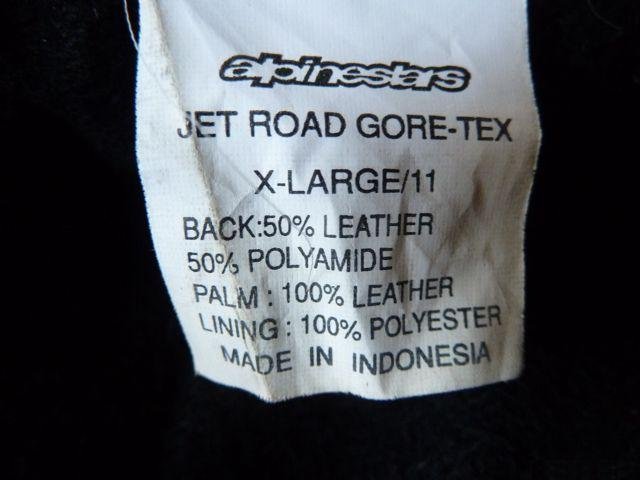 alpinestars
JET ROAD GORE-TEX
X-LARGE/11
BACK:50% LEATHER
50% POLYAMIDE
PALM : 100% LEATHER
LINING : 100% POLYESTER
MADE IN INDONESIA